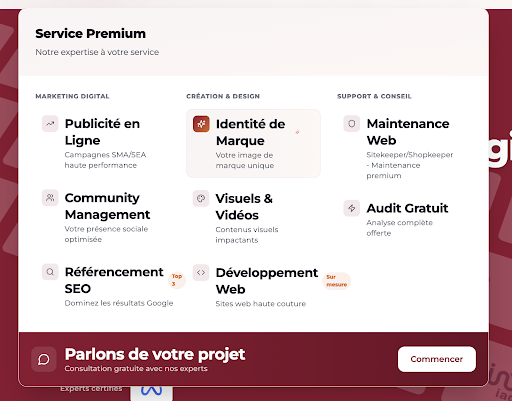 Service Premium
Notre expertise à votre service
MARKETING DIGITAL
Publicité en
Ligne
Campagnes SMA/SEA
haute performance
Community
Management
Votre présence sociale
optimisée
Référencement
SEO
Top
3
Dominez les résultats Google
CRÉATION & DESIGN
Identité de
Marque
Votre image de
marque unique
Visuels &
Vidéos
Contenus visuels
impactants
Développement
Web
Sur
mesure
Sites web haute couture
SUPPORT & CONSEIL
Maintenance
Web
Sitekeeper/Shopkeeper
- Maintenance
premium
Audit Gratuit
Analyse complète
offerte
Parlons de votre projet
Consultation gratuite avec nos experts
Commencer
Experts certifiés